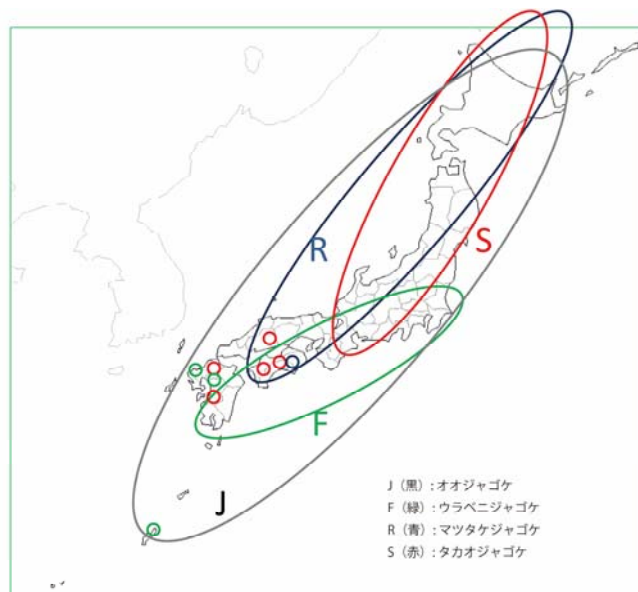 R
S
F
J
J（黒）: オオジャゴケ
F（緑）: ウラベニジャゴケ
R（青）: マツタケジャゴケ
S（赤）: タカオジャゴケ